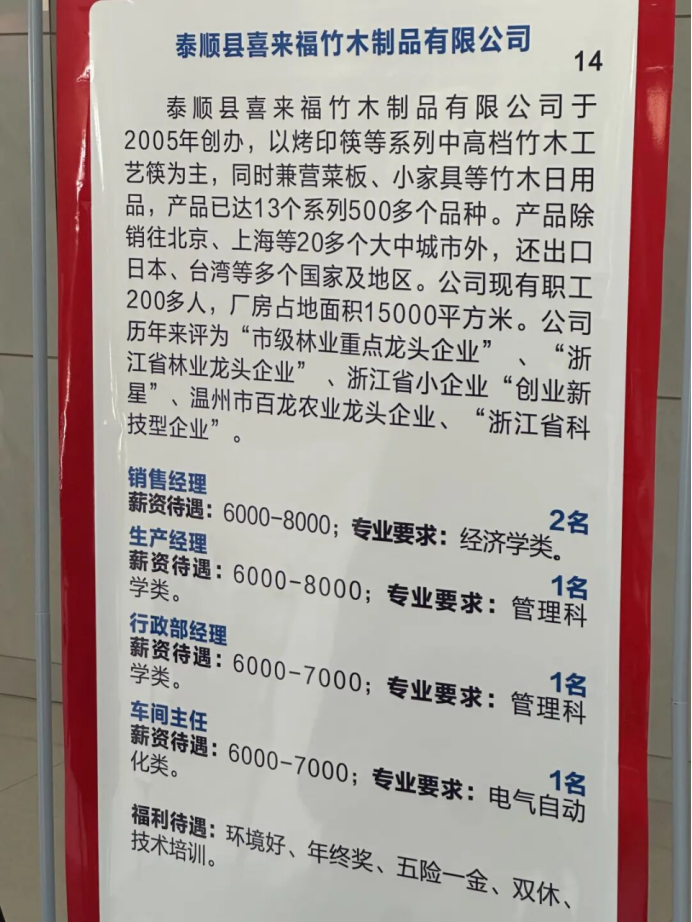 泰顺县喜来福竹木制品有限公司
14
泰顺县喜来福竹木制品有限公司于
2005年创办，以烤印筷等系列中高档竹木工
艺筷为主，同时兼营菜板、小家具等竹木日用
品，产品已达13个系列500多个品种。产品除
销往北京、上海等20多个大中城市外，还出口
日本、台湾等多个国家及地区。公司现有职工
200多人，厂房占地面积15000平方米。公司
历年来评为“市级林业重点龙头企业”、“浙
江省林业龙头企业”、浙江省小企业“创业新
星”、温州市百龙农业龙头企业、“浙江省科
技型企业”。
销售经理 2名
薪资待遇：6000-8000；专业要求：经济学类。
生产经理 1名
薪资待遇：6000-8000；专业要求：管理科
学类。
行政部经理 1名
薪资待遇：6000-7000；专业要求：管理科
学类。
车间主任 1名
薪资待遇：6000-7000；专业要求：电气自动
化类。
福利待遇：环境好、年终奖、五险一金、双休、
技术培训。